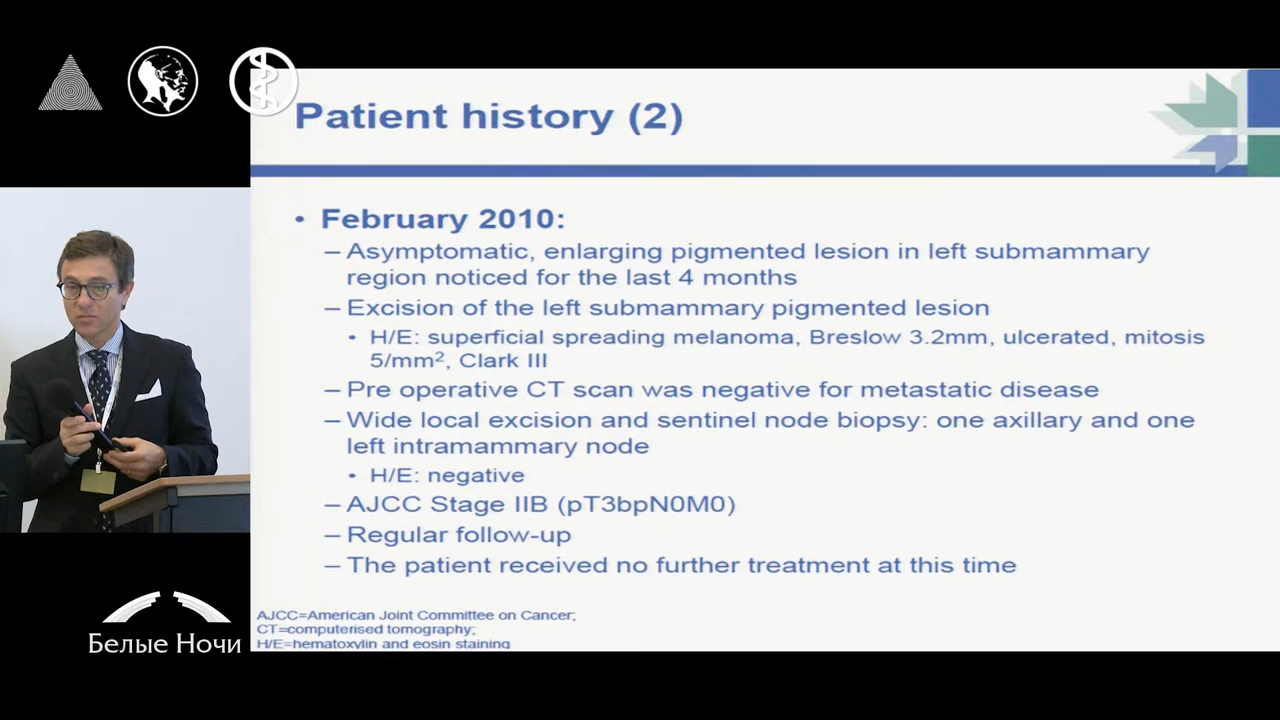 Patient history (2)
• February 2010:
– Asymptomatic, enlarging pigmented lesion in left submammary
region noticed for the last 4 months
– Excision of the left submammary pigmented lesion
• H/E: superficial spreading melanoma, Breslow 3.2mm, ulcerated, mitosis
5/mm², Clark III
– Pre operative CT scan was negative for metastatic disease
– Wide local excision and sentinel node biopsy: one axillary and one
left intramammary node
• H/E: negative
– AJCC Stage IIB (pT3bpN0M0)
– Regular follow-up
– The patient received no further treatment at this time
AJCC=American Joint Committee on Cancer;
CT=computerised tomography;
H/E=hematoxylin and eosin staining
Белые Ночи